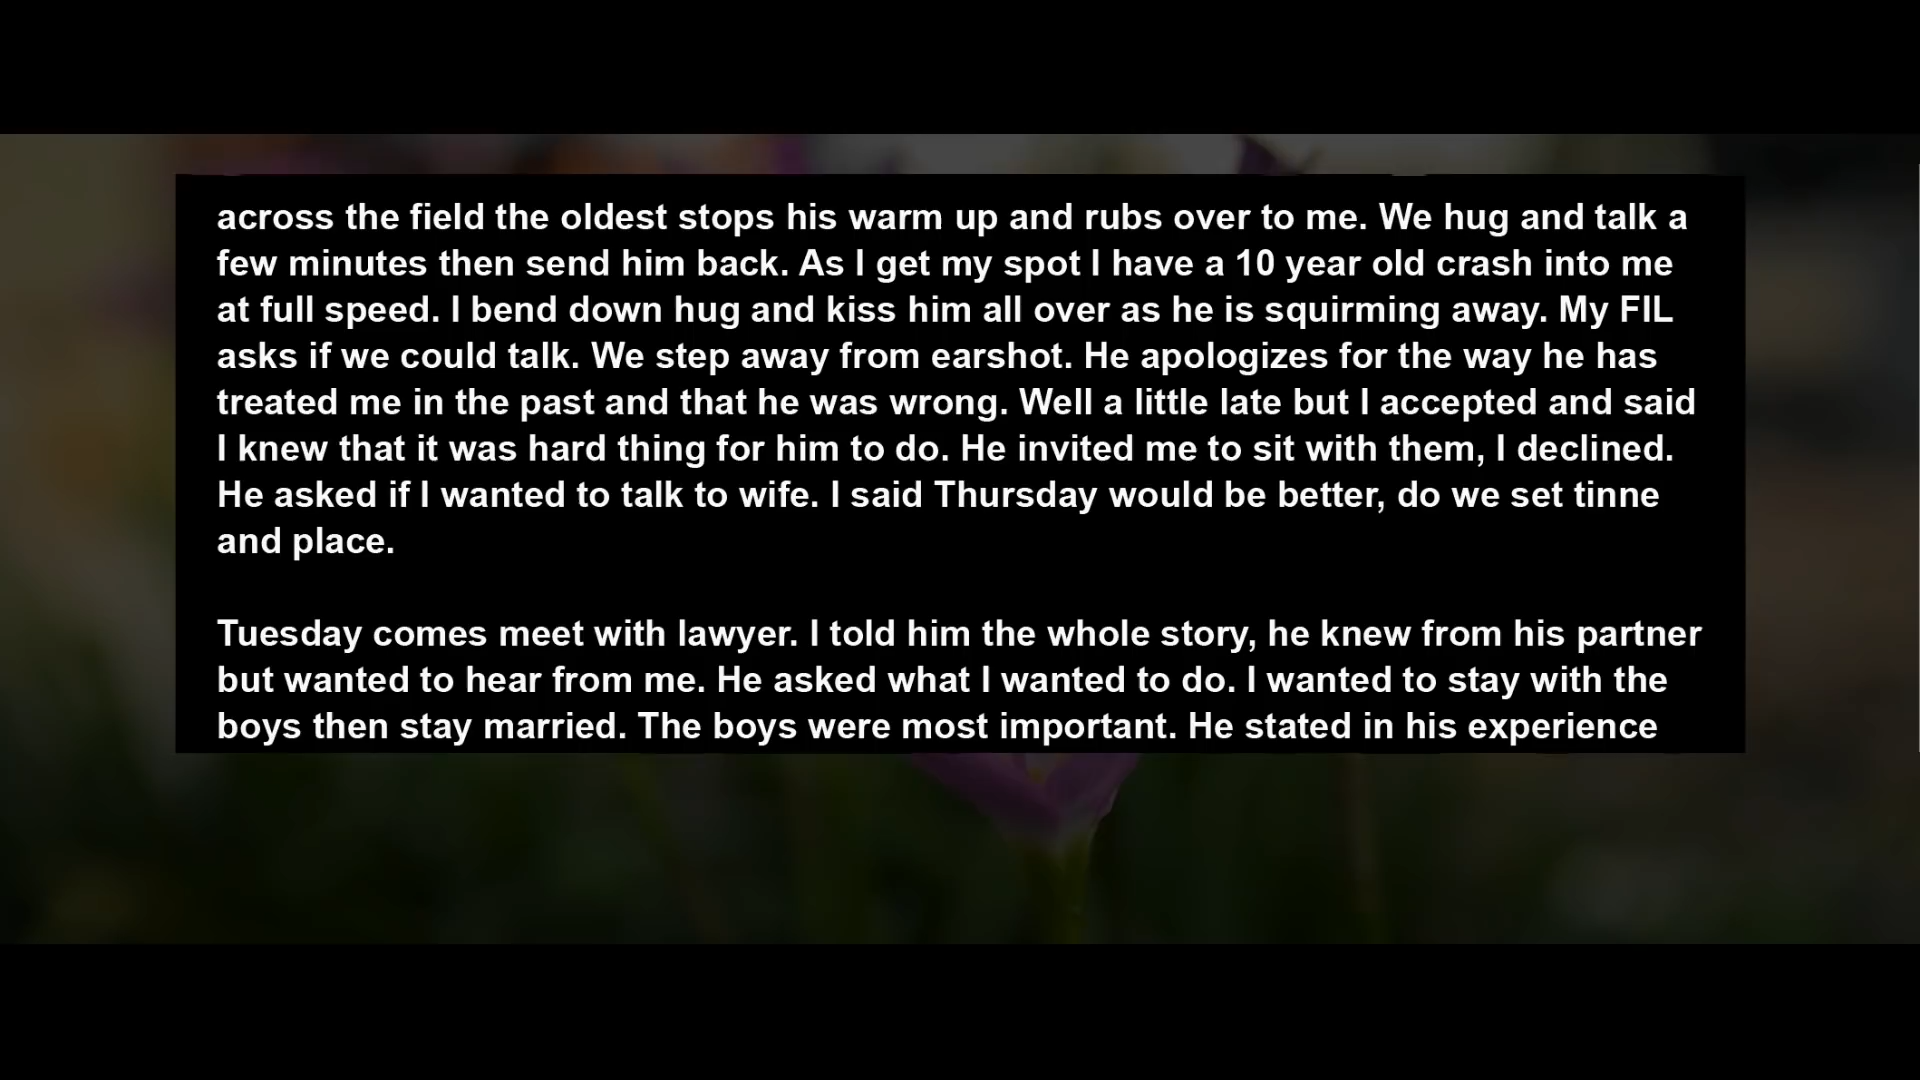 across the field the oldest stops his warm up and rubs over to me. We hug and talk a
few minutes then send him back. As I get my spot I have a 10 year old crash into me
at full speed. I bend down hug and kiss him all over as he is squirming away. My FIL
asks if we could talk. We step away from earshot. He apologizes for the way he has
treated me in the past and that he was wrong. Well a little late but I accepted and said
I knew that it was hard thing for him to do. He invited me to sit with them, I declined.
He asked if I wanted to talk to wife. I said Thursday would be better, do we set tinne
and place.
Tuesday comes meet with lawyer. I told him the whole story, he knew from his partner
but wanted to hear from me. He asked what I wanted to do. I wanted to stay with the
boys then stay married. The boys were most important. He stated in his experience